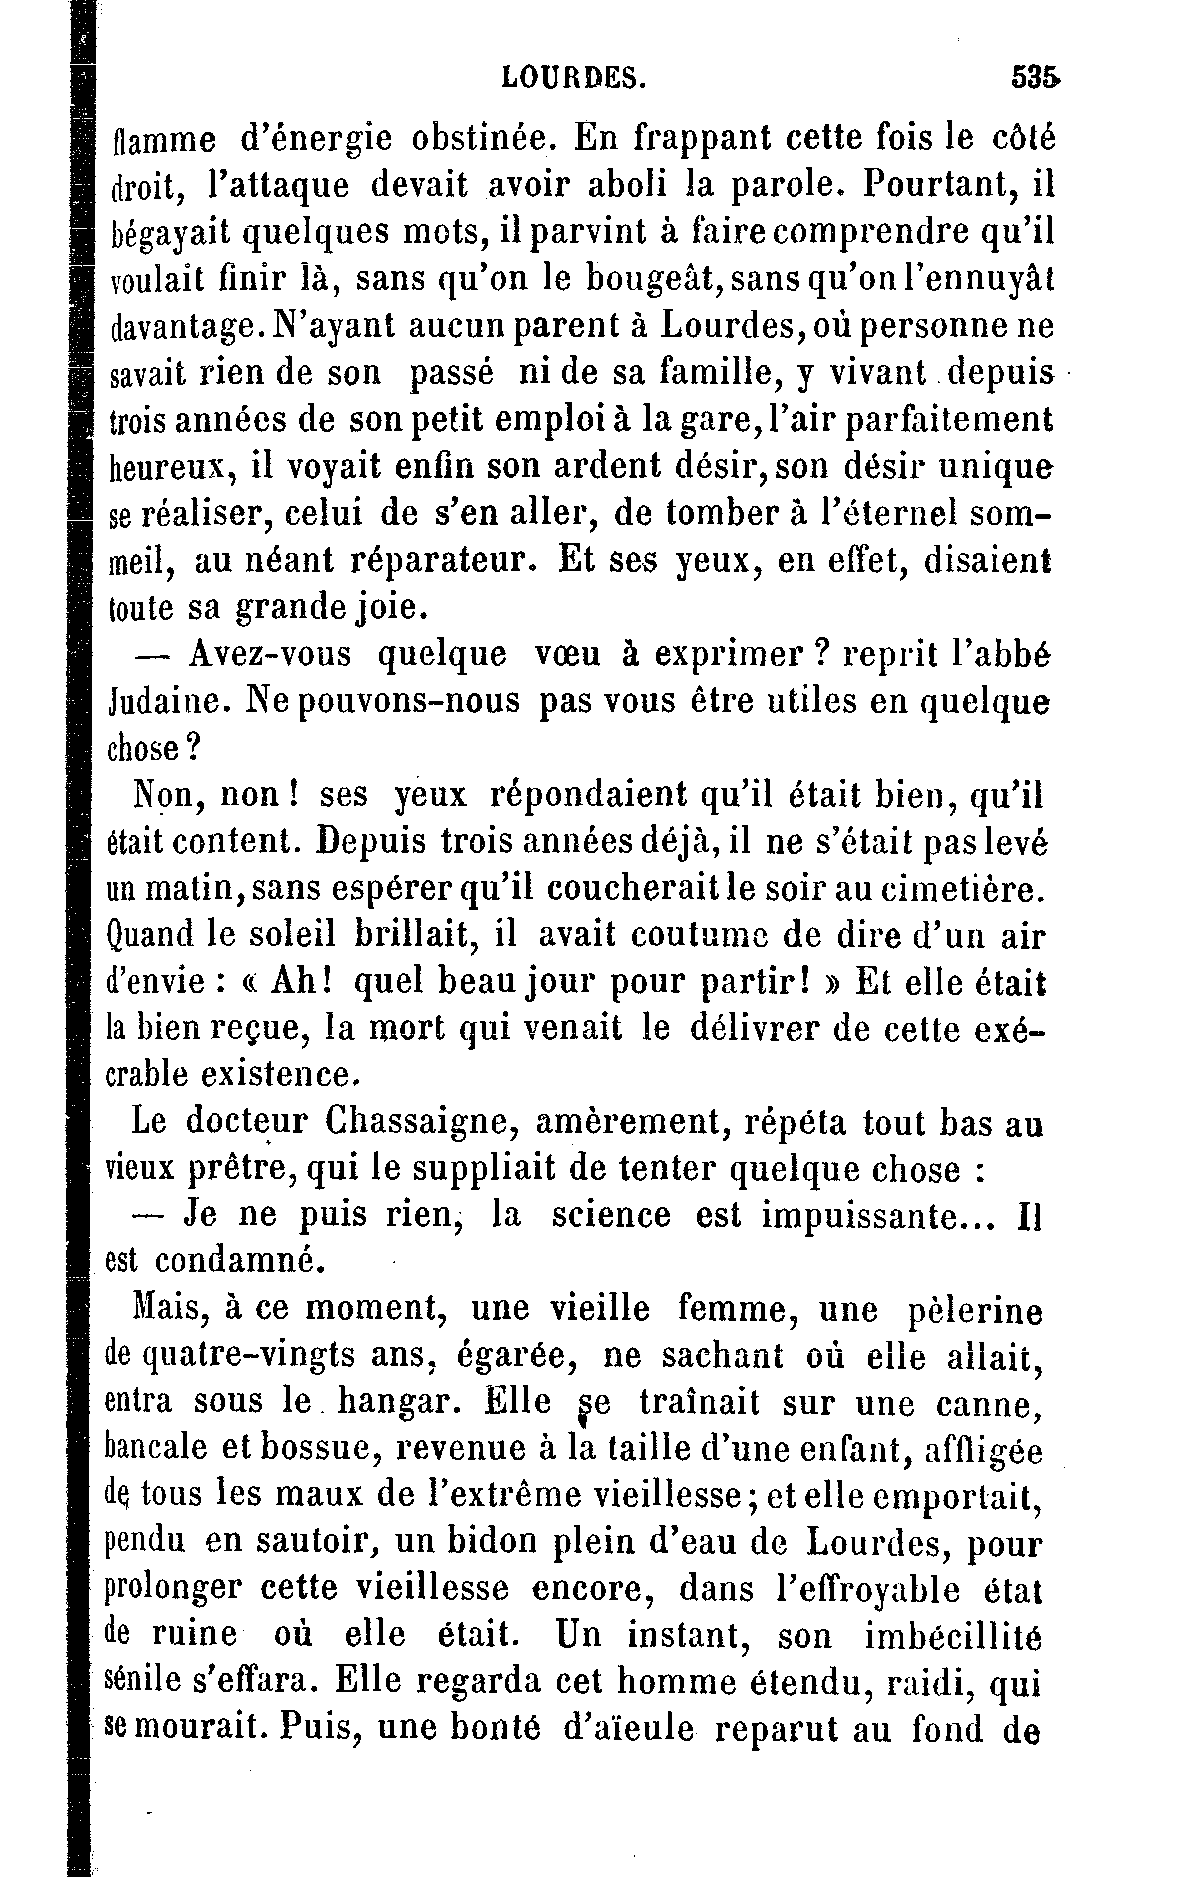 LOURDES. 535
flamme d'énergie obstinée. En frappant cette fois le côté
droit, l'attaque devait avoir aboli la parole. Pourtant, il
bégayait quelques mots, il parvint à faire comprendre qu'il
voulait finir là, sans qu'on le bougeât, sans qu'on l'ennuyât
davantage. N'ayant aucun parent à Lourdes, où personne ne
savait rien de son passé ni de sa famille, y vivant depuis
trois années de son petit emploi à la gare, l'air parfaitement
heureux, il voyait enfin son ardent désir, son désir unique
se réaliser, celui de s'en aller, de tomber à l'éternel som-
meil, au néant réparateur. Et ses yeux, en effet, disaient
toute sa grande joie.
— Avez-vous quelque vœu à exprimer ? reprit l'abbé
Judaine. Ne pouvons-nous pas vous être utiles en quelque
chose ?
Non, non ! ses yeux répondaient qu'il était bien, qu'il
était content. Depuis trois années déjà, il ne s'était pas levé
un matin, sans espérer qu'il coucherait le soir au cimetière.
Quand le soleil brillait, il avait coutume de dire d'un air
d'envie : « Ah! quel beau jour pour partir! » Et elle était
la bien reçue, la mort qui venait le délivrer de cette exé-
crable existence.
Le docteur Chassaigne, amèrement, répéta tout bas au
vieux prêtre, qui le suppliait de tenter quelque chose :
— Je ne puis rien, la science est impuissante... Il
est condamné.
Mais, à ce moment, une vieille femme, une pèlerine
de quatre-vingts ans, égarée, ne sachant où elle allait,
entra sous le hangar. Elle se traînait sur une canne,
bancale et bossue, revenue à la taille d'une enfant, affligée
de tous les maux de l'extrême vieillesse; et elle emportait,
pendu en sautoir, un bidon plein d'eau de Lourdes, pour
prolonger cette vieillesse encore, dans l'effroyable état
de ruine où elle était. Un instant, son imbécillité
sénile s'effara. Elle regarda cet homme étendu, raidi, qui
se mourait. Puis, une bonté d'aïeule reparut au fond de